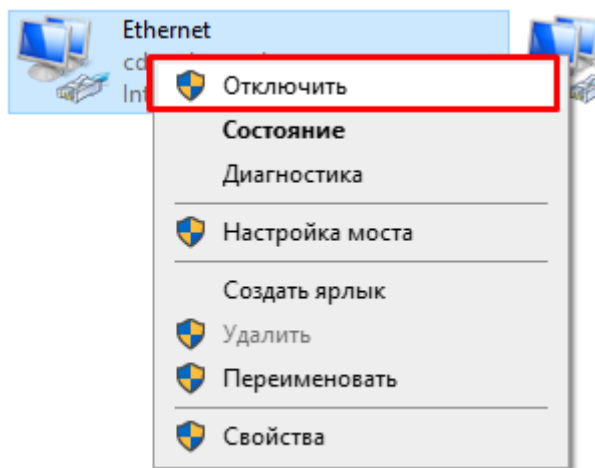 Ethernet
Отключить
Состояние
Диагностика
Настройка моста
Создать ярлык
Удалить
Переименовать
Свойства